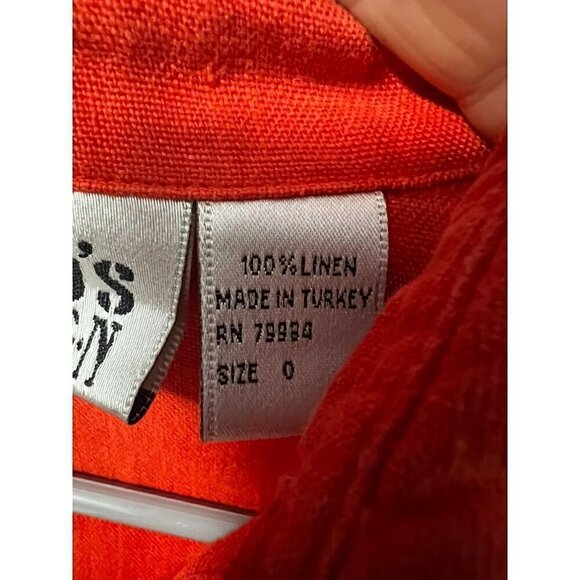 'S
100% LINEN
MADE IN TURKEY
RN 79984
SIZE 0